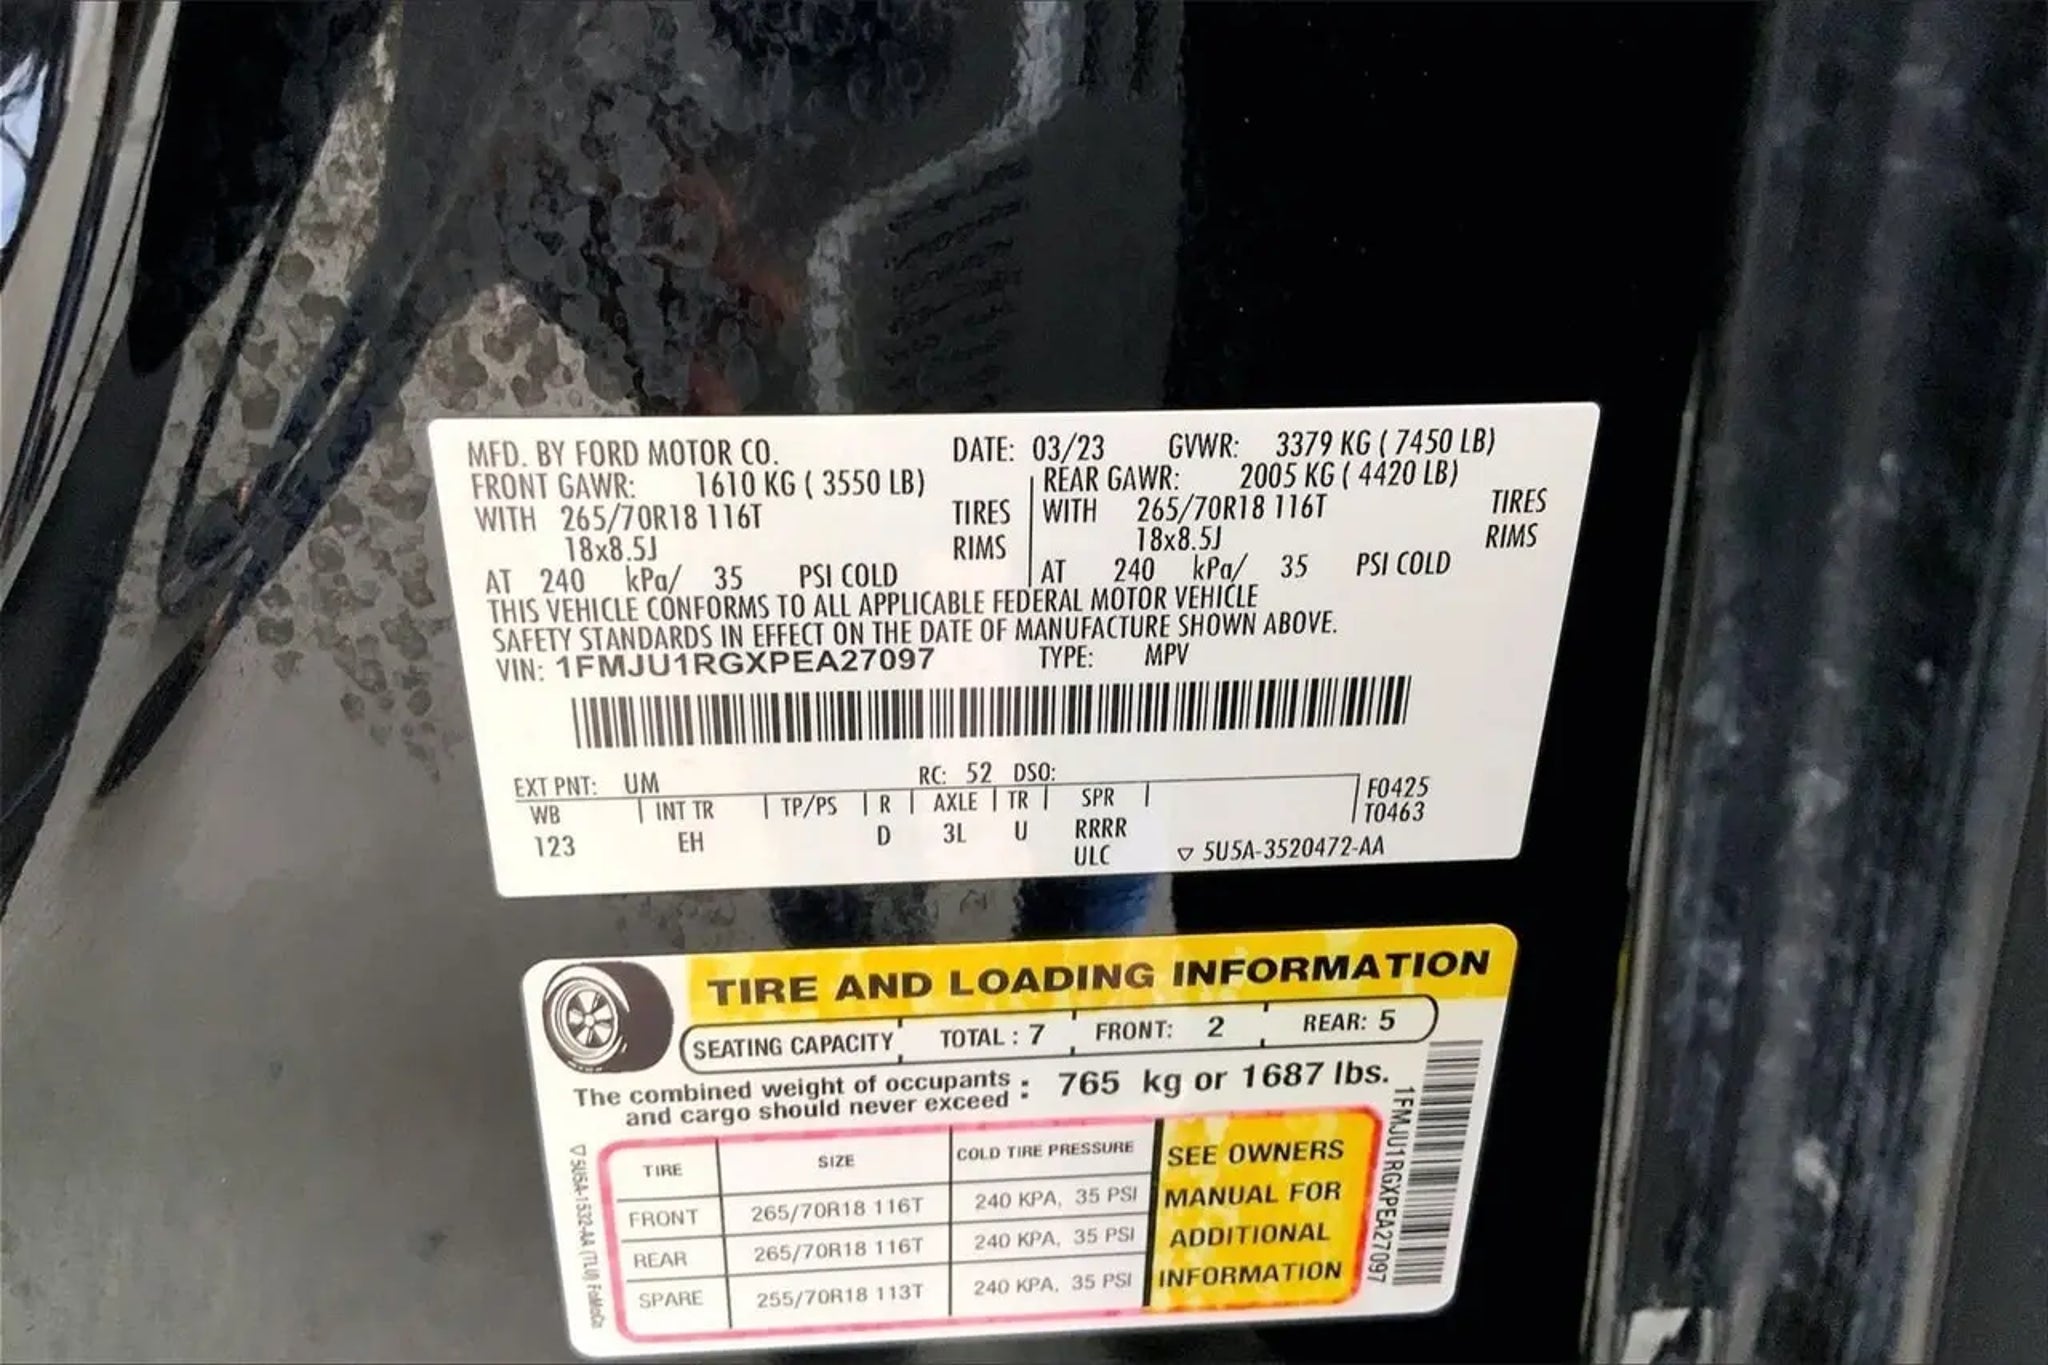 MFD. BY FORD MOTOR CO. DATE: 03/23 GVWR: 3379 KG ( 7450 LB)
FRONT GAWR: 1610 KG ( 3550 LB) REAR GAWR: 2005 KG ( 4420 LB)
WITH 265/70R18 116T TIRES WITH 265/70R18 116T TIRES
18x8.5J RIMS 18x8.5J RIMS
AT 240 kPa/ 35 PSI COLD AT 240 kPa/ 35 PSI COLD
THIS VEHICLE CONFORMS TO ALL APPLICABLE FEDERAL MOTOR VEHICLE
SAFETY STANDARDS IN EFFECT ON THE DATE OF MANUFACTURE SHOWN ABOVE.
VIN: 1FMJU1RGXPEA27097 TYPE: MPV
EXT PNT: UM RC: 52 DSO: F0425
WB INT TR TP/PS R AXLE TR SPR T0463
123 EH D 3L U RRRR
ULC ▽ 5U5A-3520472-AA
TIRE AND LOADING INFORMATION
SEATING CAPACITY TOTAL : 7 FRONT: 2 REAR: 5
The combined weight of occupants and cargo should never exceed : 765 kg or 1687 lbs.
TIRE SIZE COLD TIRE PRESSURE
FRONT 265/70R18 116T 240 KPA, 35 PSI
REAR 265/70R18 116T 240 KPA, 35 PSI
SPARE 255/70R18 113T 240 KPA, 35 PSI
SEE OWNERS
MANUAL FOR
ADDITIONAL
INFORMATION
1FMJU1RGXPEA27097
▽ 5U5A-1532-AA (TLU) FoMoCo